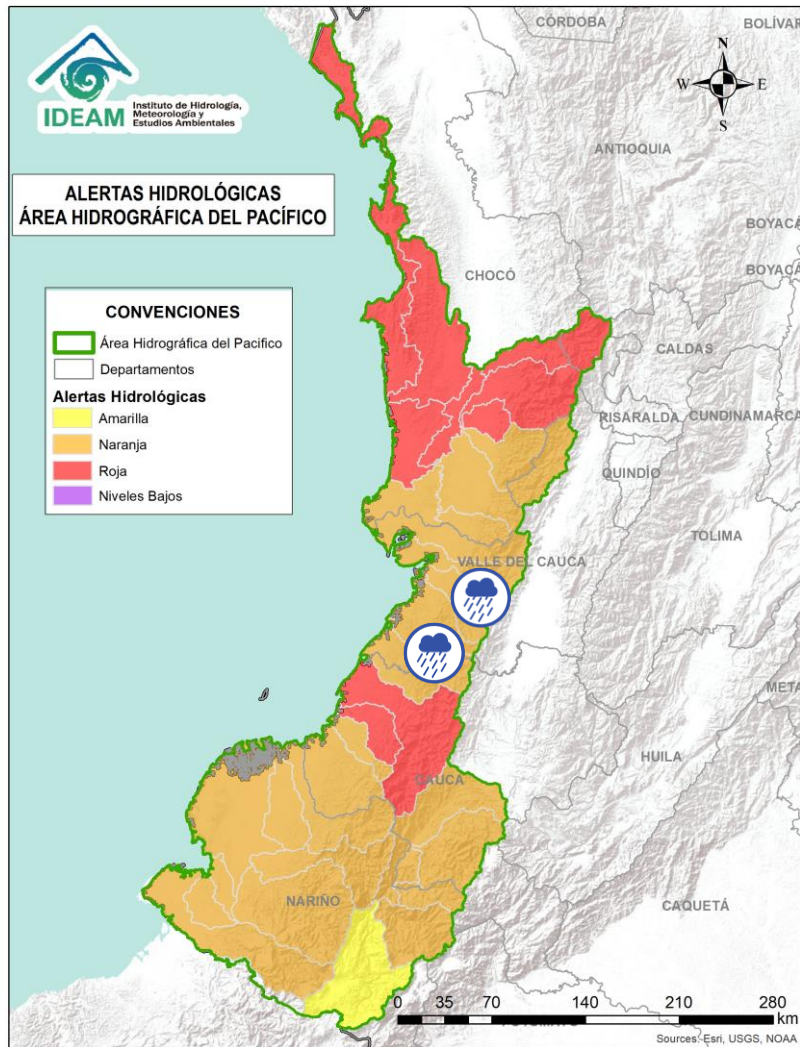 IDEAM
Instituto de Hidrología,
Meteorología y
Estudios Ambientales
ALERTAS HIDROLÓGICAS
ÁREA HIDROGRÁFICA DEL PACÍFICO
CONVENCIONES
Área Hidrográfica del Pacifico
Departamentos
Alertas Hidrológicas
Amarilla
Naranja
Roja
Niveles Bajos
N
W
E
S
CÓRDOBA
BOLÍVAR
ANTIOQUIA
BOYACÁ
BOYACÁ
CHOCÓ
CALDAS
RISARALDA
CUNDINAMARCA
QUINDÍO
TOLIMA
VALLE DEL CAUCA
META
HUILA
CAUCA
NARIÑO
CAQUETÁ
0 35 70 140 210 280
km
Sources: Esri, USGS, NOAA